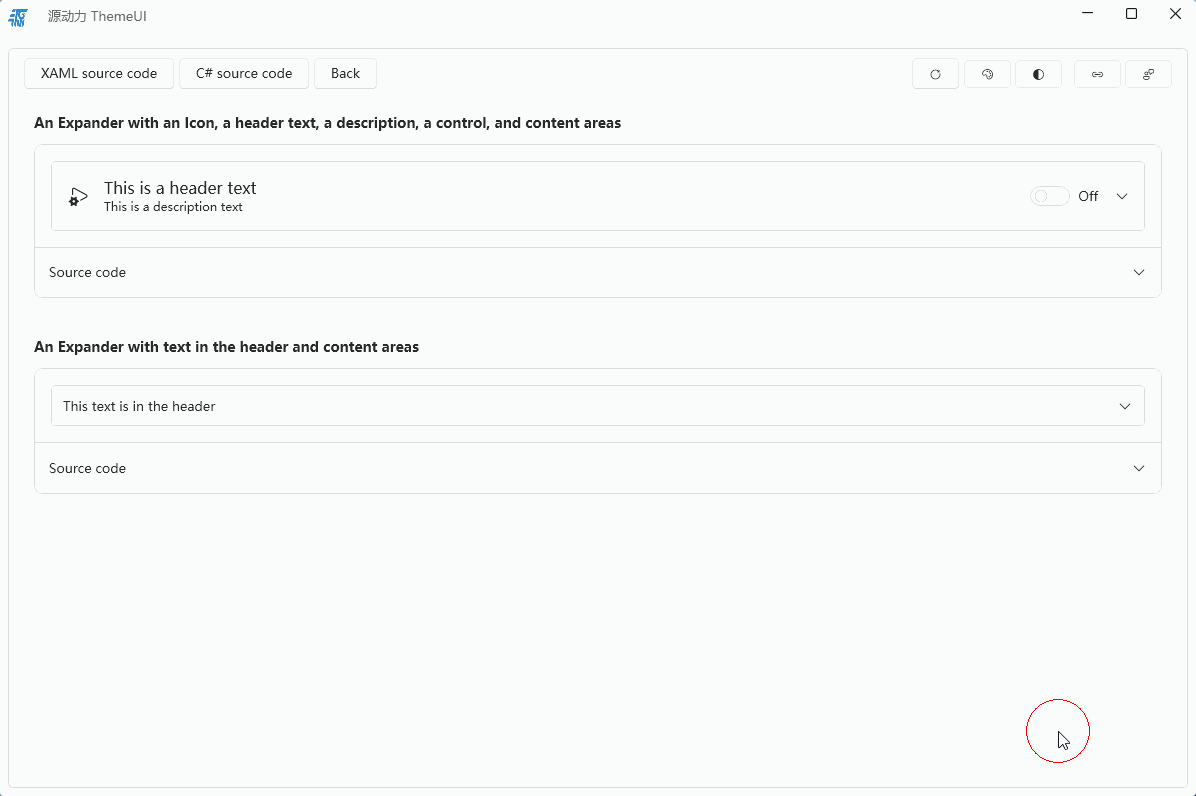 源动力 ThemeUI
XAML source code
C# source code
Back
An Expander with an Icon, a header text, a description, a control, and content areas
This is a header text
This is a description text
Off
Source code
An Expander with text in the header and content areas
This text is in the header
Source code